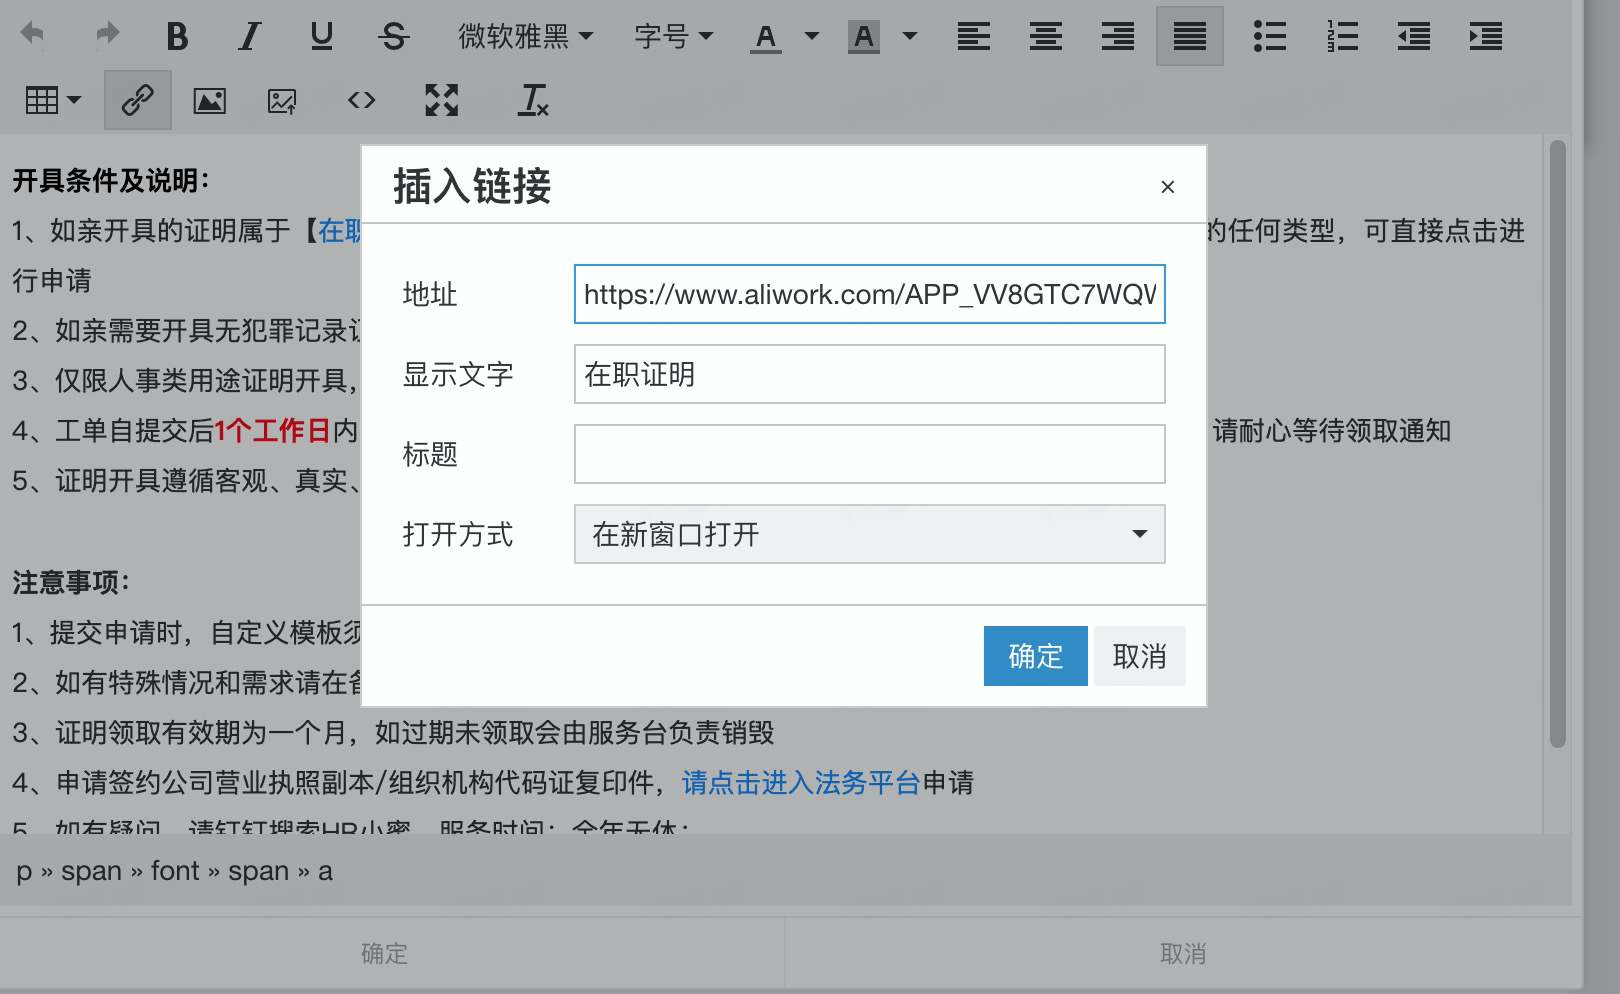 B I U S 微软雅黑 字号 A A
插入链接 ×
开具条件及说明：
1、如亲开具的证明属于【在职
的任何类型，可直接点击进
行申请
地址 https://www.aliwork.com/APP_VV8GTC7WQW
2、如亲需要开具无犯罪记录
显示文字 在职证明
3、仅限人事类用途证明开具，
4、工单自提交后1个工作日内
请耐心等待领取通知
标题
5、证明开具遵循客观、真实、
打开方式 在新窗口打开
注意事项：
1、提交申请时，自定义模板须
确定 取消
2、如有特殊情况和需求请在备
3、证明领取有效期为一个月，如过期未领取会由服务台负责销毁
4、申请签约公司营业执照副本/组织机构代码证复印件，请点击进入法务平台申请
5、如有疑问，请钉钉搜索HR小蜜，服务时间：全年无休；
p » span » font » span » a
确定 取消